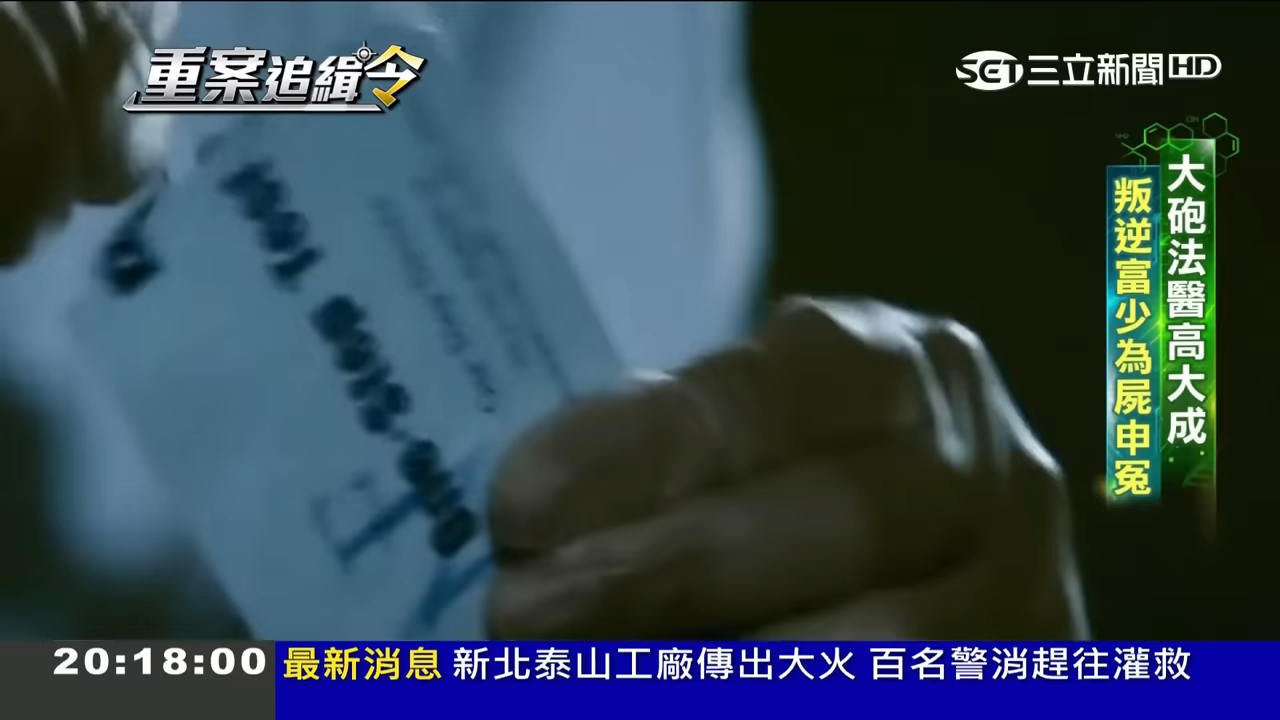 重案追緝令
SET三立新聞HD
大砲法醫高大成
叛逆富少為屍申冤
20:18:00
最新消息 新北泰山工廠傳出大火 百名警消趕往灌救